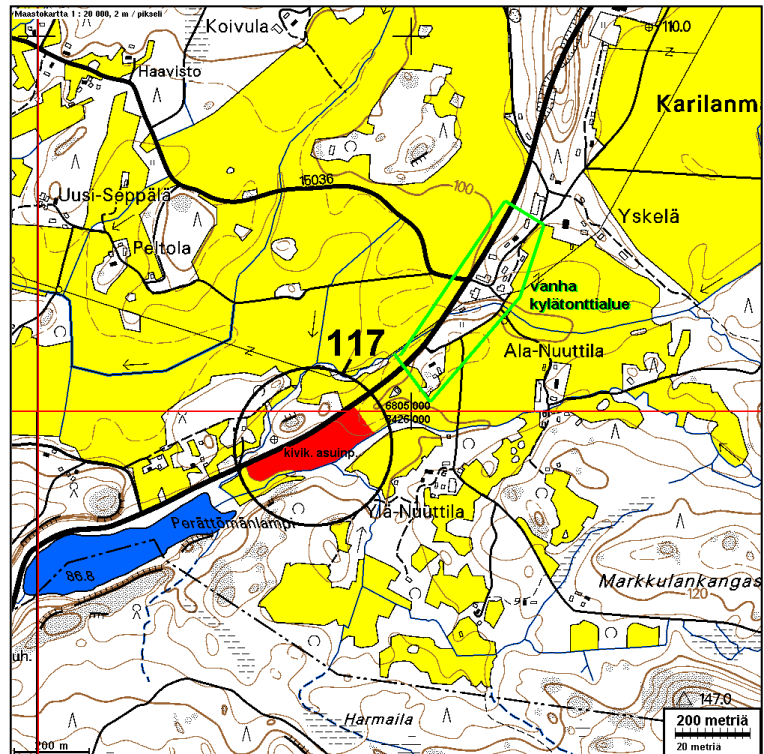 Maastokartta 1 : 20 000, 2 m / pikseli
Koivula
110.0
Haavisto
Karilanm
15036
100
Uusi-Seppälä
Yskelä
Peltola
vanha
kylätonttialue
117
Ala-Nuuttila
6805 000
3426 000
kivik. asuinp.
Ylä-Nuuttila
Perättömänlampi
86.8
Markkulankangas
120
uh.
147.0
Harmaila
200 metriä
20 metriä
200 m